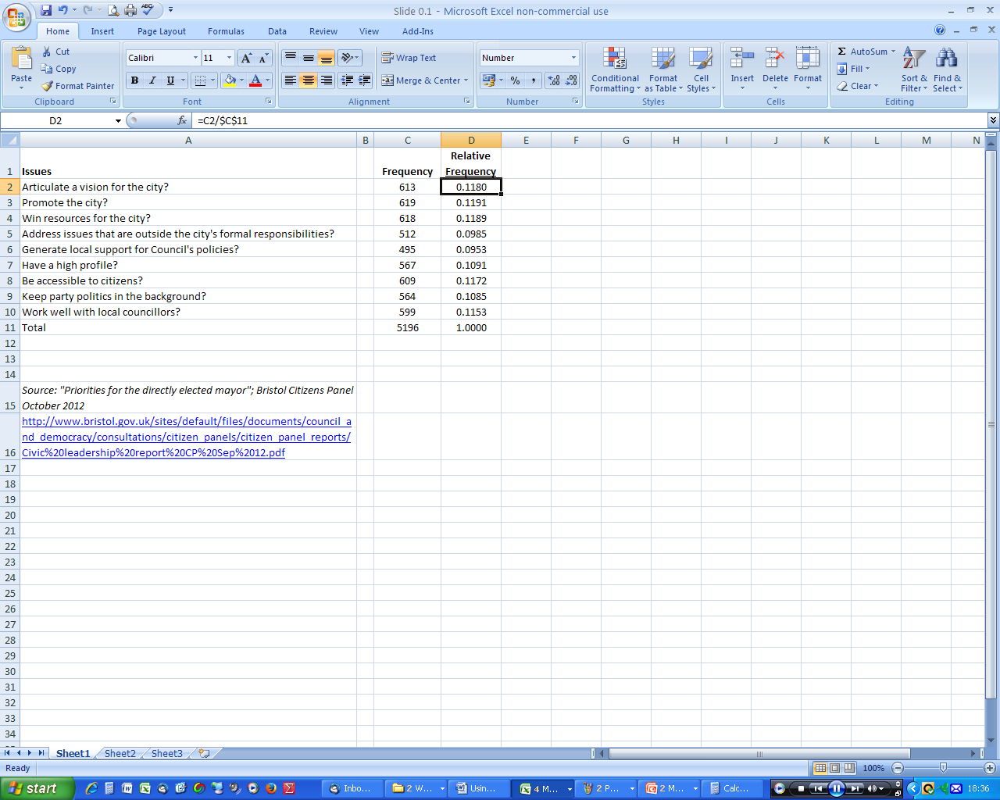 Slide 0.1 - Microsoft Excel non-commercial use
Home Insert Page Layout Formulas Data Review View Add-Ins
Paste
Cut
Copy
Format Painter
Clipboard
Calibri 11
B I U
A A A
Font
Wrap Text
Merge & Center
Alignment
Number
% ,
.00 .0
Number
Conditional Formatting
Format as Table
Cell Styles
Styles
Insert Delete Format
Cells
Σ AutoSum
Fill
Clear
Sort & Filter
Find & Select
Editing
D2 fx =C2/$C$11
A B C D E F G H I J K L M N
1 Issues Frequency Relative Frequency
2 Articulate a vision for the city? 613 0.1180
3 Promote the city? 619 0.1191
4 Win resources for the city? 618 0.1189
5 Address issues that are outside the city's formal responsibilities? 512 0.0985
6 Generate local support for Council's policies? 495 0.0953
7 Have a high profile? 567 0.1091
8 Be accessible to citizens? 609 0.1172
9 Keep party politics in the background? 564 0.1085
10 Work well with local councillors? 599 0.1153
11 Total 5196 1.0000
12
13
14
Source: "Priorities for the directly elected mayor"; Bristol Citizens Panel
15 October 2012
http://www.bristol.gov.uk/sites/default/files/documents/council_a
nd_democracy/consultations/citizen_panels/citizen_panel_reports/
16 Civic%20leadership%20report%20CP%20Sep%2012.pdf
17
18
19
20
21
22
23
24
25
26
27
28
29
30
31
32
33
34
Sheet1 Sheet2 Sheet3
Ready 100%
start Inbo... 2 W... Usin... 4 M... 2 P... 2 M... Calc... 18:36